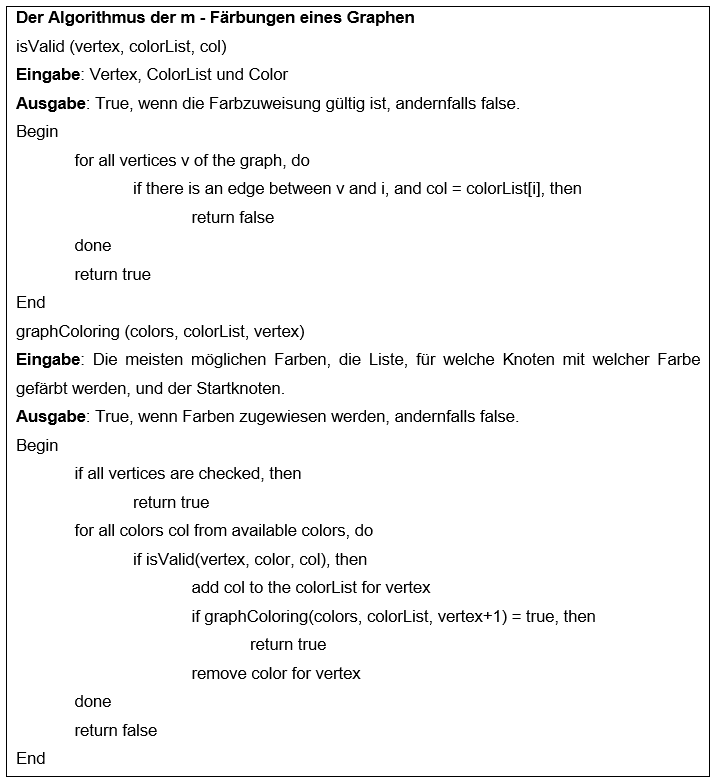 Der Algorithmus der m - Färbungen eines Graphen
isValid (vertex, colorList, col)
Eingabe: Vertex, ColorList und Color
Ausgabe: True, wenn die Farbzuweisung gültig ist, andernfalls false.
Begin
for all vertices v of the graph, do
if there is an edge between v and i, and col = colorList[i], then
return false
done
return true
End
graphColoring (colors, colorList, vertex)
Eingabe: Die meisten möglichen Farben, die Liste, für welche Knoten mit welcher Farbe
gefärbt werden, und der Startknoten.
Ausgabe: True, wenn Farben zugewiesen werden, andernfalls false.
Begin
if all vertices are checked, then
return true
for all colors col from available colors, do
if isValid(vertex, color, col), then
add col to the colorList for vertex
if graphColoring(colors, colorList, vertex+1) = true, then
return true
remove color for vertex
done
return false
End